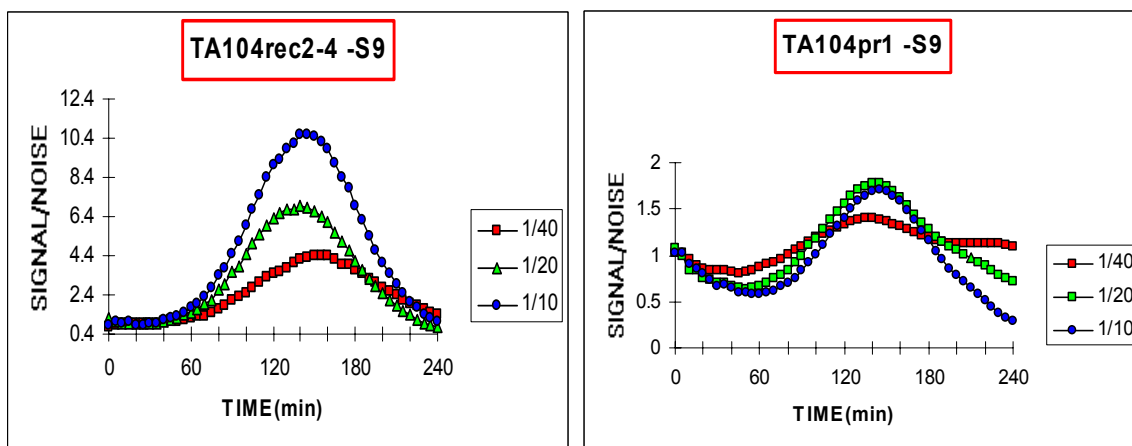 TA104rec2-4 -S9
SIGNAL/NOISE
12.4
10.4
8.4
6.4
4.4
2.4
0.4
0 60 120 180 240
TIME(min)
1/40
1/20
1/10
TA104pr1 -S9
SIGNAL/NOISE
2
1.5
1
0.5
0
0 60 120 180 240
TIME(min)
1/40
1/20
1/10